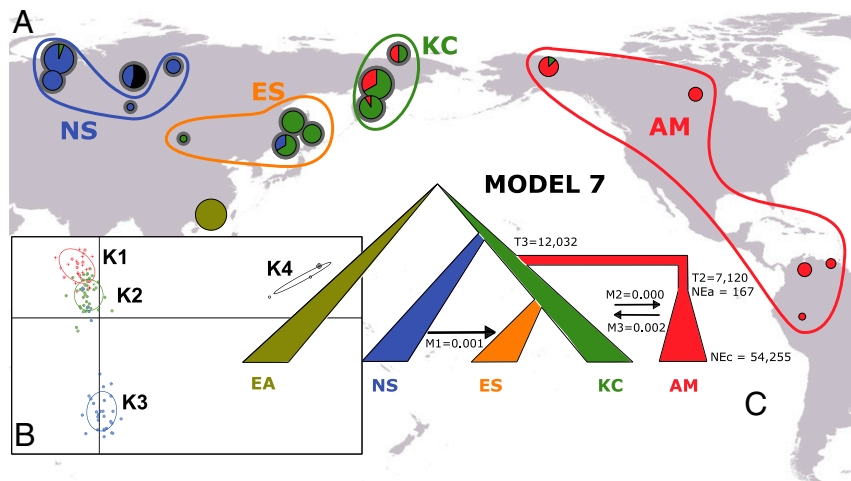 A
KC
ES
NS
AM
MODEL 7
T3=12,032
K1
K4
K2
T2=7,120
NEa = 167
M2=0.000
M3=0.002
M1=0.001
NEc = 54,255
EA
NS
ES
KC
AM
K3
B
C